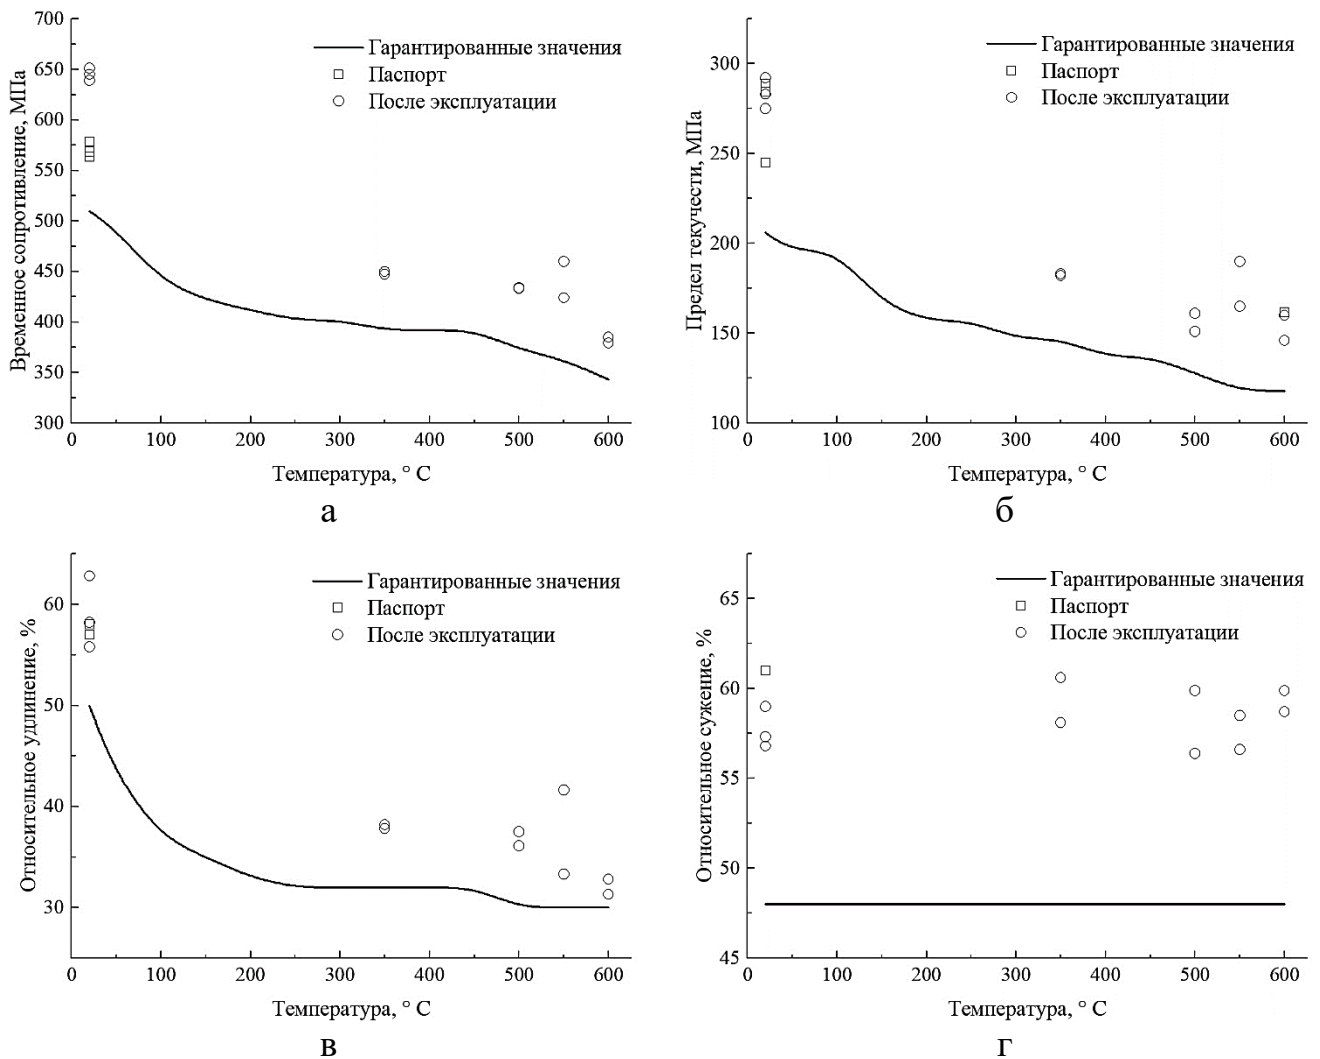 700
650
600
550
500
450
400
350
300
Временное сопротивление, МПа
Гарантированные значения
Паспорт
После эксплуатации
0 100 200 300 400 500 600
Температура, ° С
а
300
250
200
150
100
Предел текучести, МПа
Гарантированные значения
Паспорт
После эксплуатации
0 100 200 300 400 500 600
Температура, ° С
б
60
50
40
30
Относительное удлинение, %
Гарантированные значения
Паспорт
После эксплуатации
0 100 200 300 400 500 600
Температура, ° С
в
65
60
55
50
45
Относительное сужение, %
Гарантированные значения
Паспорт
После эксплуатации
0 100 200 300 400 500 600
Температура, ° С
г